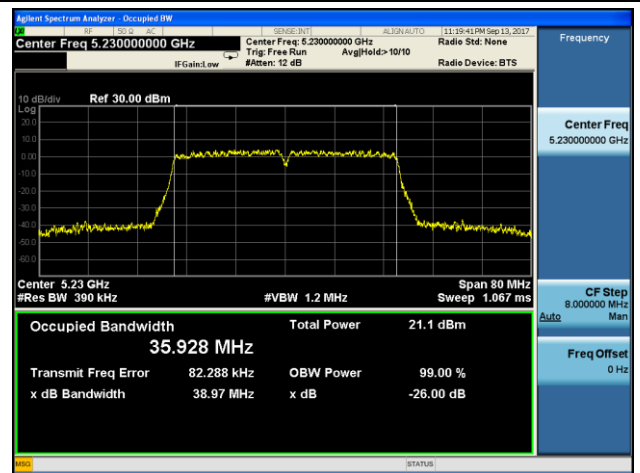 Agilent Spectrum Analyzer - Occupied BW
RF 50 Ω AC SENSE:INT ALIGN AUTO 11:19:41 PM Sep 13, 2017
Center Freq 5.230000000 GHz Center Freq: 5.230000000 GHz Radio Std: None
Trig: Free Run Avg|Hold:> 10/10
IFGain:Low #Atten: 12 dB Radio Device: BTS
10 dB/div Ref 30.00 dBm
Log
20.0
10.0
0.00
-10.0
-20.0
-30.0
-40.0
-50.0
-60.0
Center 5.23 GHz Span 80 MHz
#Res BW 390 kHz #VBW 1.2 MHz Sweep 1.067 ms
Occupied Bandwidth Total Power 21.1 dBm
35.928 MHz
Transmit Freq Error 82.288 kHz OBW Power 99.00 %
x dB Bandwidth 38.97 MHz x dB -26.00 dB
MSG STATUS
Frequency
Center Freq
5.230000000 GHz
CF Step
8.000000 MHz
Auto Man
Freq Offset
0 Hz